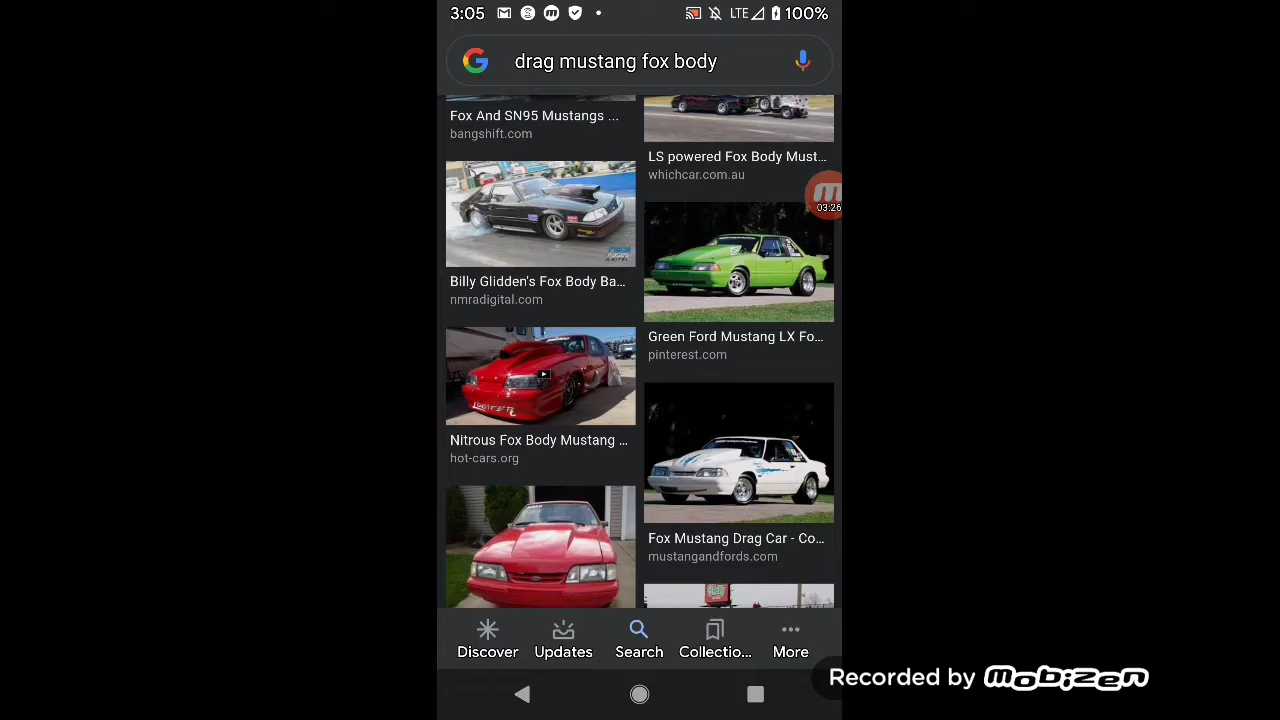 3:05
LTE
100%
drag mustang fox body
Fox And SN95 Mustangs ...
bangshift.com
LS powered Fox Body Must...
whichcar.com.au
03:26
Billy Glidden's Fox Body Ba...
nmradigital.com
Green Ford Mustang LX Fo...
pinterest.com
Nitrous Fox Body Mustang ...
hot-cars.org
Fox Mustang Drag Car - Co...
mustangandfords.com
Discover
Updates
Search
Collectio...
More
Recorded by Mobizen